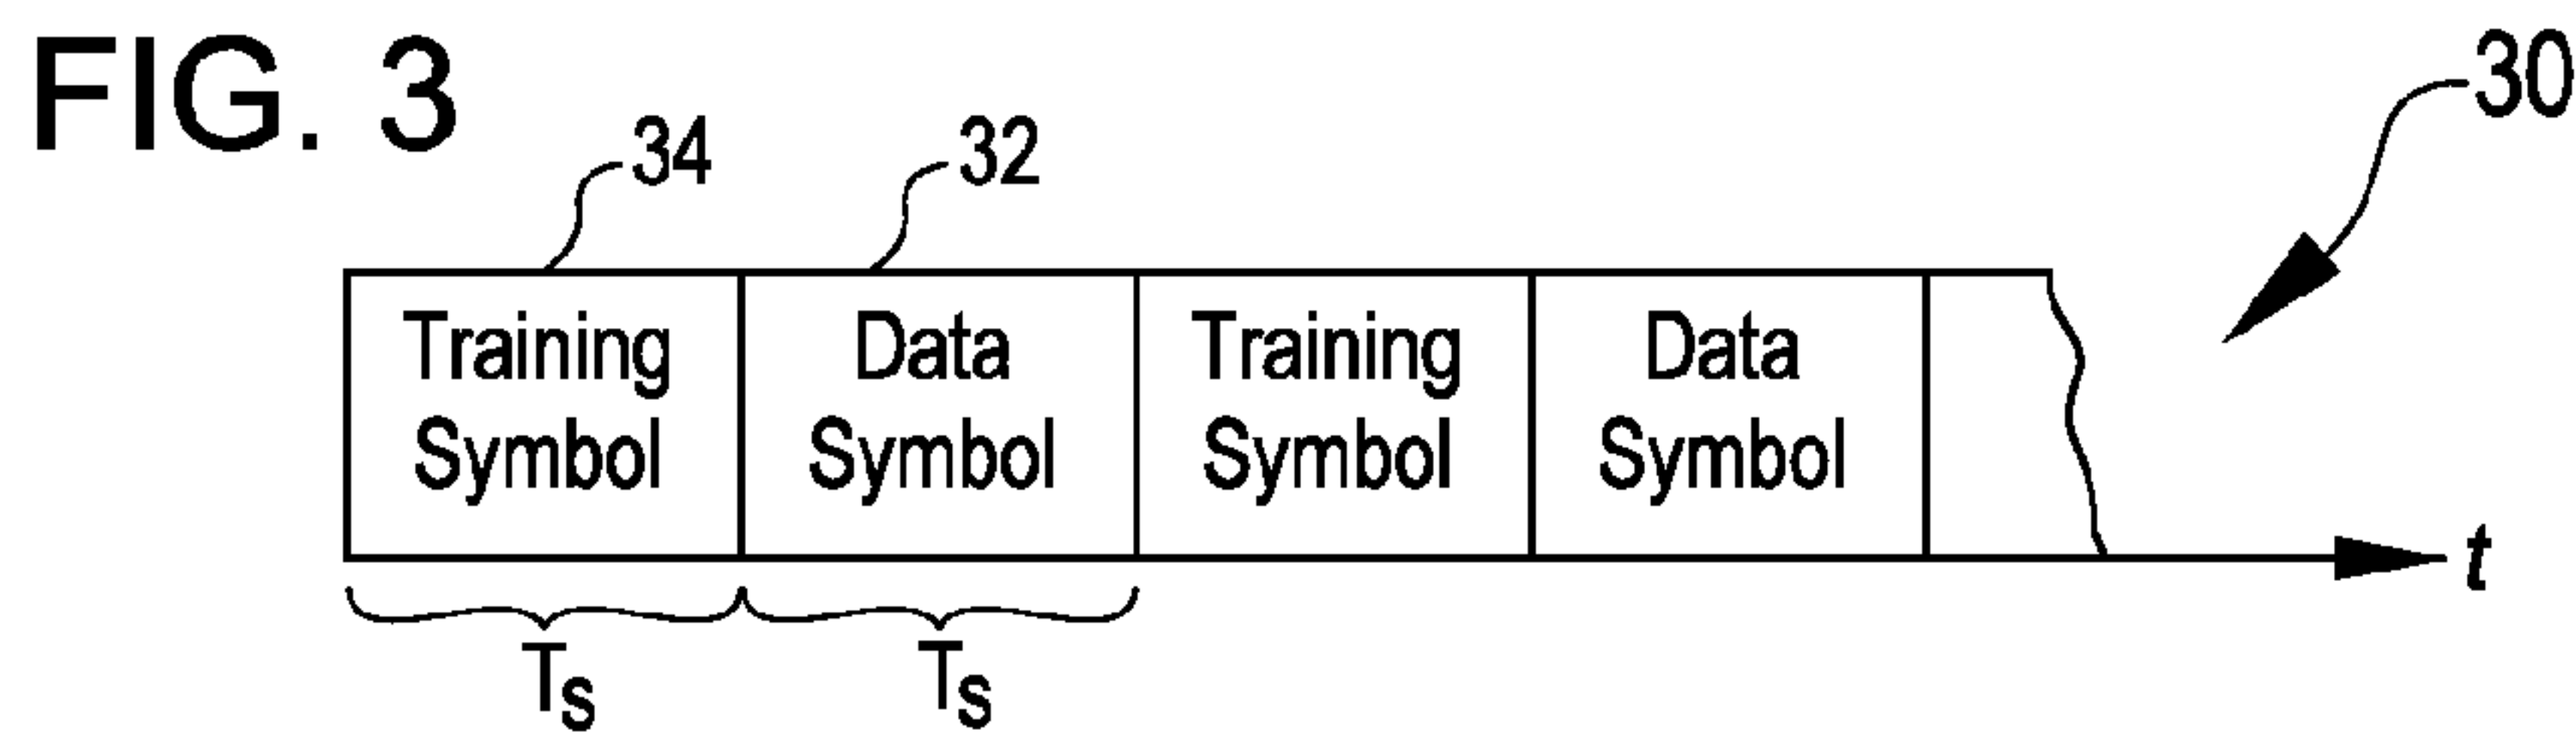 FIG. 3
30
34
32
Training Symbol
Data Symbol
Training Symbol
Data Symbol
t
Ts
Ts